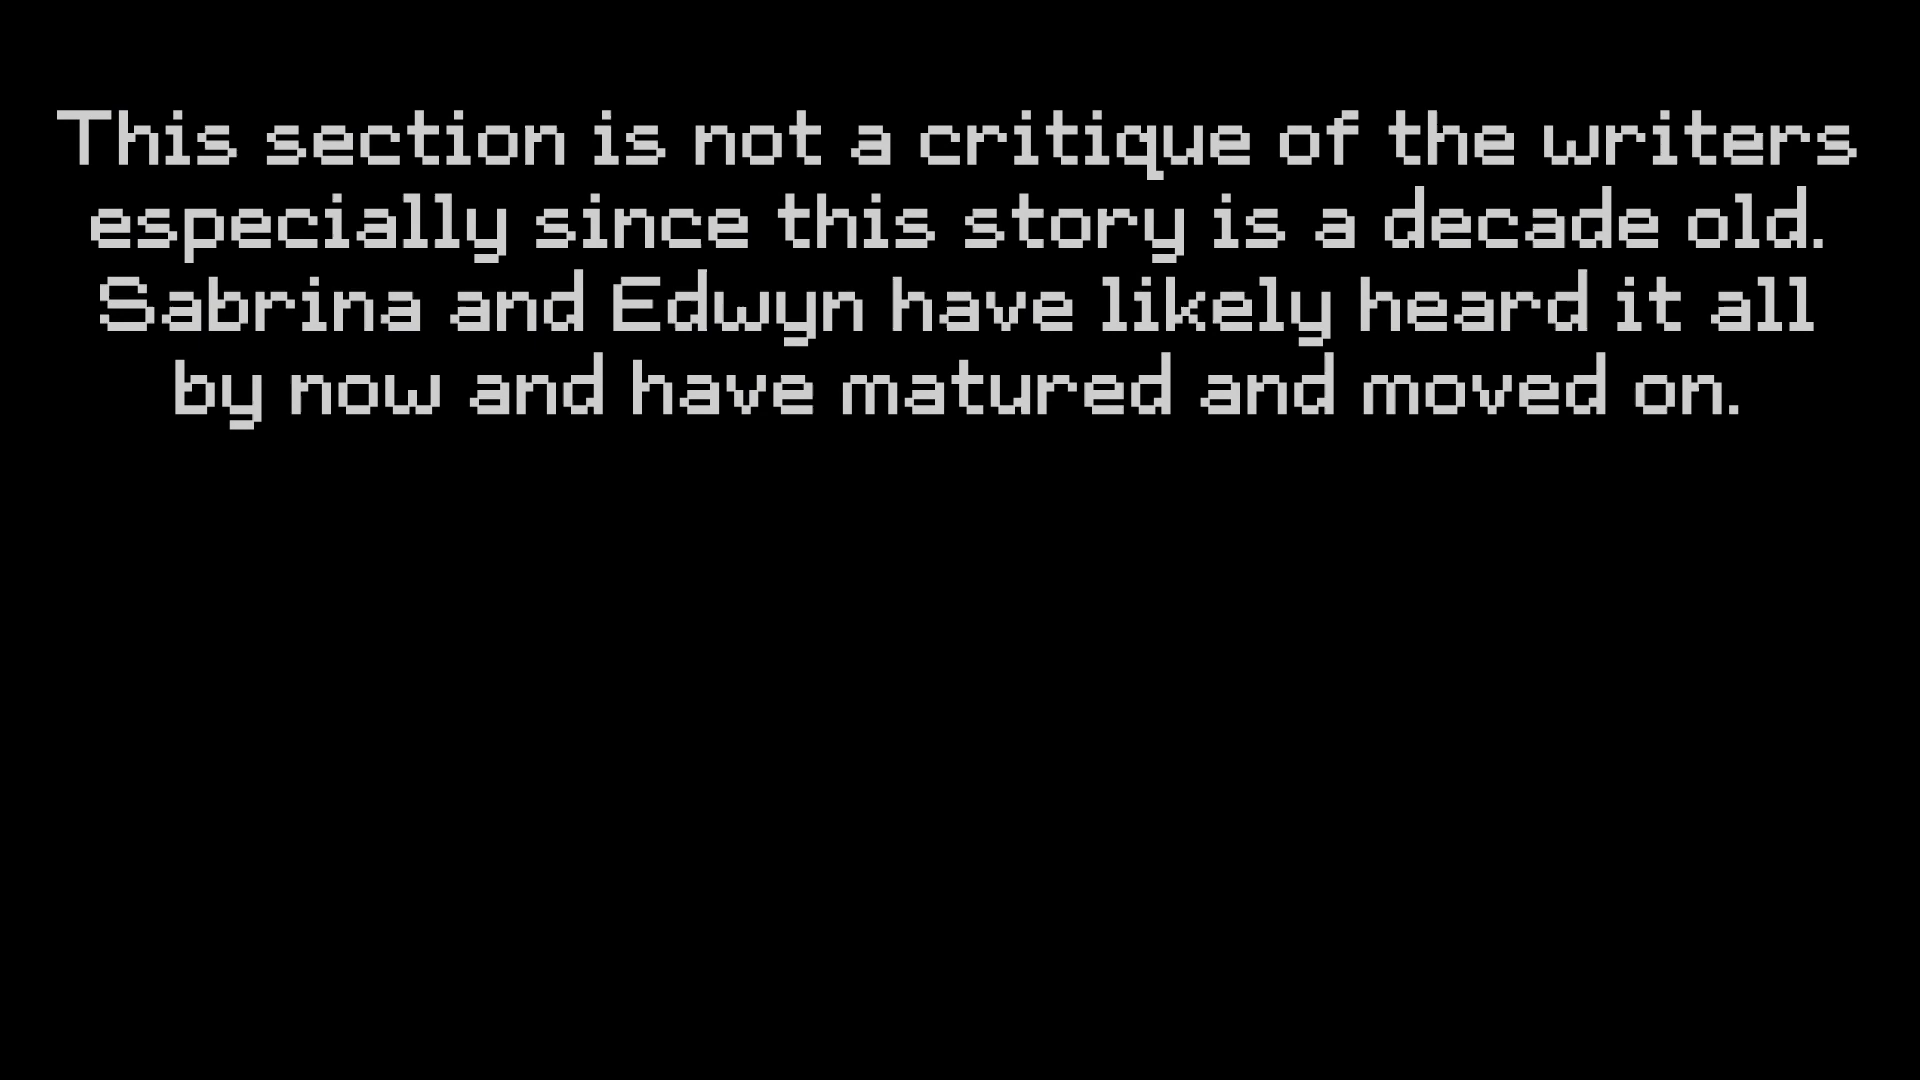 This section is not a critique of the writers
especially since this story is a decade old.
Sabrina and Edwyn have likely heard it all
by now and have matured and moved on.